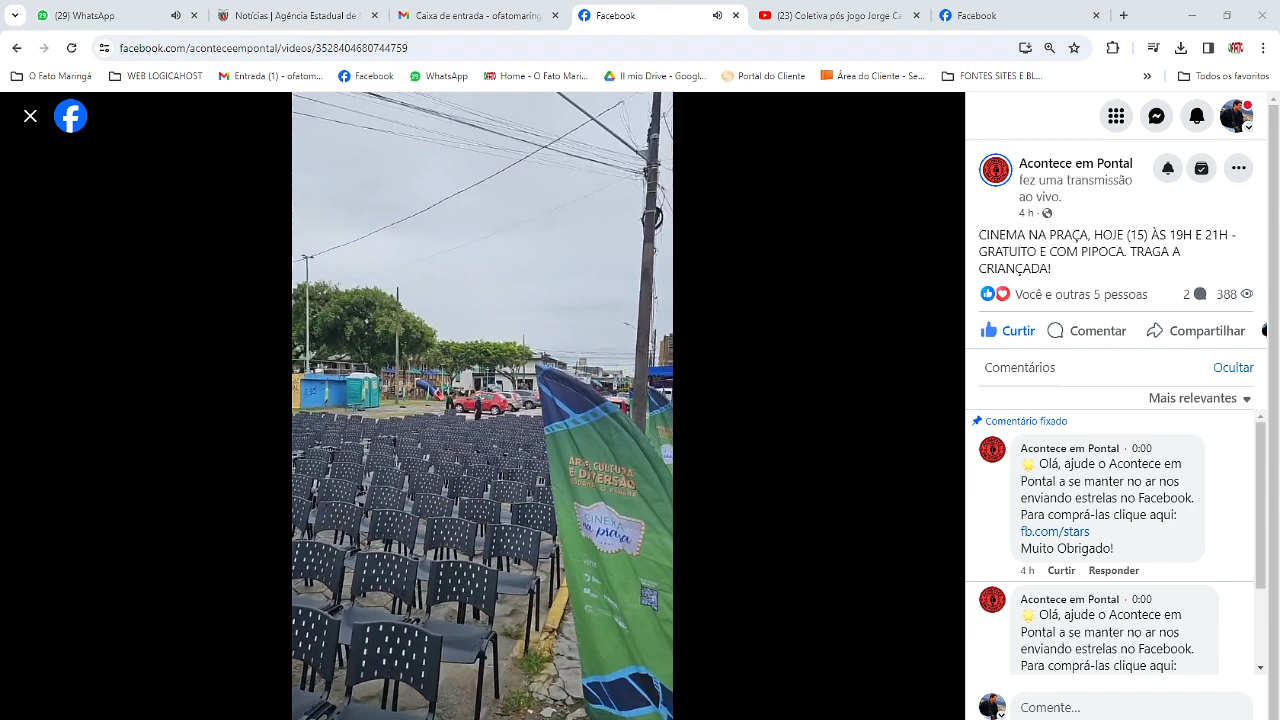 (29) WhatsApp
Notícias | Agência Estadual de
Caixa de entrada - ofatomaring
Facebook
(23) Coletiva pós jogo Jorge Ca
Facebook
facebook.com/aconteceempontal/videos/3528404680744759
O Fato Maringá
WEB LOGICAHOST
Entrada (1) - ofatom...
Facebook
WhatsApp
Home - O Fato Mari...
Il mio Drive - Googl...
Portal do Cliente
Área do Cliente - Se...
FONTES SITES E BL...
Todos os favoritos
Acontece em Pontal
fez uma transmissão
ao vivo.
4 h
CINEMA NA PRAÇA, HOJE (15) ÀS 19H E 21H -
GRATUITO E COM PIPOCA. TRAGA A
CRIANÇADA!
Você e outras 5 pessoas 2 388
Curtir Comentar Compartilhar
Comentários Ocultar
Mais relevantes
Comentário fixado
Acontece em Pontal · 0:00
Olá, ajude o Acontece em
Pontal a se manter no ar nos
enviando estrelas no Facebook.
Para comprá-las clique aqui:
fb.com/stars
Muito Obrigado!
4 h Curtir Responder
Acontece em Pontal · 0:00
Olá, ajude o Acontece em
Pontal a se manter no ar nos
enviando estrelas no Facebook.
Para comprá-las clique aqui:
Comente...
ARTE, CULTURA
E DIVERSÃO
RODANDO O PARANÁ
CINEMA
na praça